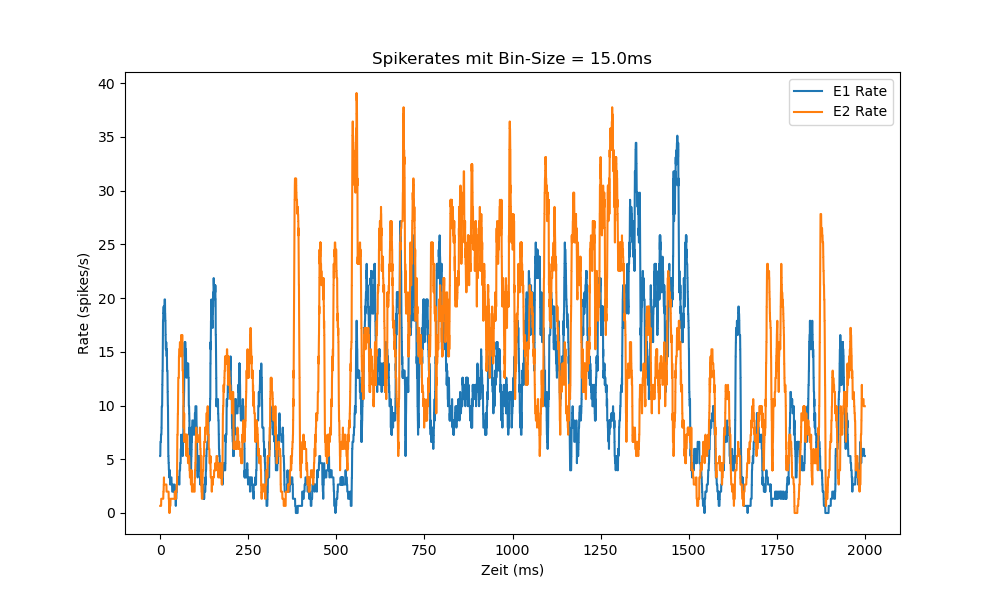 Spikerates mit Bin-Size = 15.0ms
E1 Rate
E2 Rate
Rate (spikes/s)
40
35
30
25
20
15
10
5
0
0 250 500 750 1000 1250 1500 1750 2000
Zeit (ms)